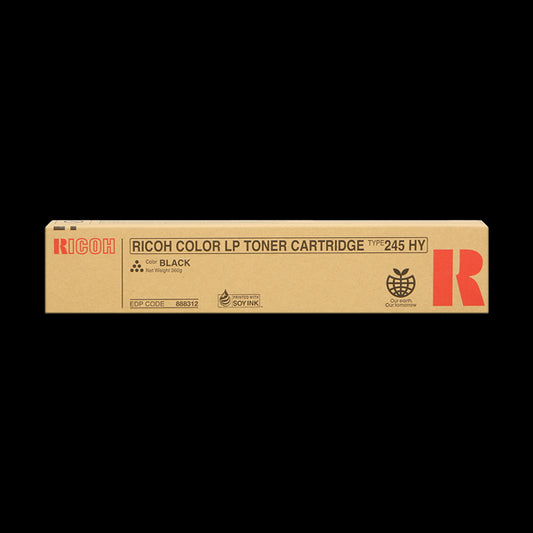 RICOH
RICOH COLOR LP TONER CARTRIDGE TYPE 245 HY
Color BLACK
Net Weight 360g
EDP CODE 888312
PRINTED WITH
SOY INK
Our earth,
Our tomorrow
R